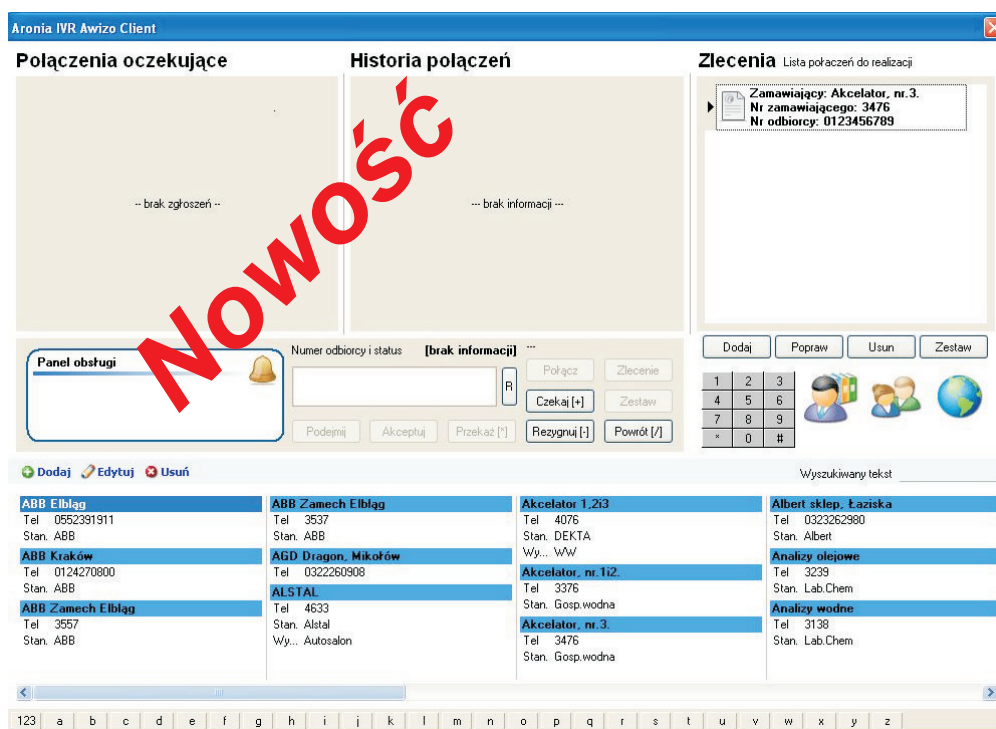 Aronia IVR Awizo Client
Połączenia oczekujące
Historia połączeń
Zlecenia Lista połaczeń do realizacji
Zamawiający: Akcelator, nr.3.
Nr zamawiającego: 3476
Nr odbiorcy: 0123456789
-- brak zgłoszeń --
--- brak informacji ---
Nowość
Panel obsługi
Numer odbiorcy i status [brak informacji] ---
R
Połącz Zlecenie
Czekaj [+] Zestaw
Podejmij Akceptuj Przekaż [*] Rezygnuj [-] Powrót [/]
Dodaj Popraw Usun Zestaw
1 2 3
4 5 6
7 8 9
* 0 #
Dodaj Edytuj Usuń
Wyszukiwany tekst
ABB Elbląg
Tel 0552391911
Stan. ABB
ABB Kraków
Tel 0124270800
Stan. ABB
ABB Zamech Elbląg
Tel 3557
Stan. ABB
ABB Zamech Elbląg
Tel 3537
Stan. ABB
AGD Dragon, Mikołów
Tel 0322260908
ALSTAL
Tel 4633
Stan. Alstal
Wy... Autosalon
Akcelator 1,2i3
Tel 4076
Stan. DEKTA
Wy... WW
Akcelator, nr.1i2.
Tel 3376
Stan. Gosp.wodna
Akcelator, nr.3.
Tel 3476
Stan. Gosp.wodna
Albert sklep, Łaziska
Tel 0323262980
Stan. Albert
Analizy olejowe
Tel 3239
Stan. Lab.Chem
Analizy wodne
Tel 3138
Stan. Lab.Chem
123 a b c d e f g h i j k l m n o p q r s t u v w x y z